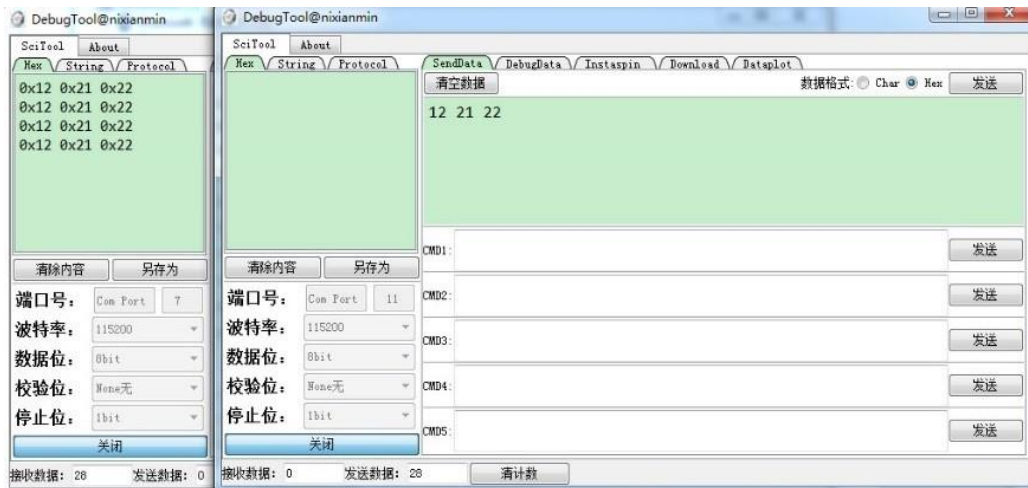 DebugTool@nixianmin
SciTool About
Hex String Protocol
0x12 0x21 0x22
0x12 0x21 0x22
0x12 0x21 0x22
0x12 0x21 0x22
清除内容 另存为
端口号: Com Port 7
波特率: 115200
数据位: 8bit
校验位: None无
停止位: 1bit
关闭
接收数据: 28 发送数据: 0
DebugTool@nixianmin
SciTool About
Hex String Protocol
清除内容 另存为
端口号: Com Port 11
波特率: 115200
数据位: 8bit
校验位: None无
停止位: 1bit
关闭
接收数据: 0 发送数据: 28 清计数
SendData DebugData Instaspin Download Dataplot
清空数据 数据格式: Char Hex 发送
12 21 22
CMD1: 发送
CMD2: 发送
CMD3: 发送
CMD4: 发送
CMD5: 发送